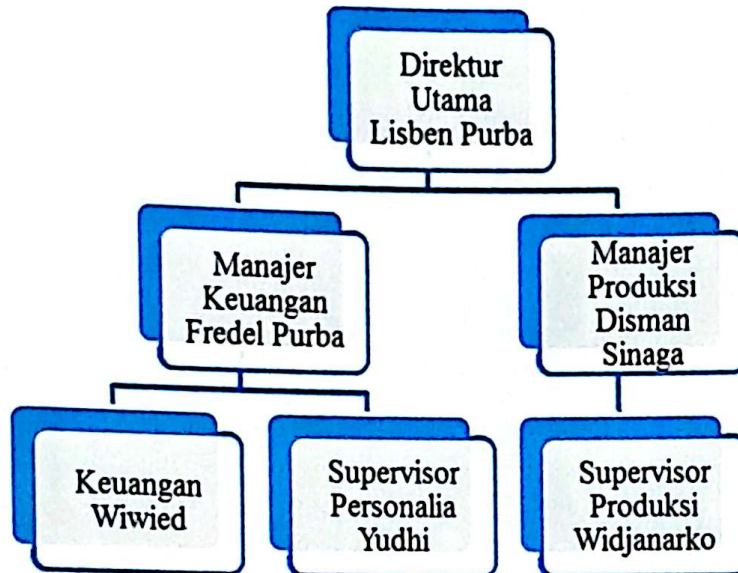 Direktur
Utama
Lisben Purba
Manajer
Keuangan
Fredel Purba
Manajer
Produksi
Disman
Sinaga
Keuangan
Wiwied
Supervisor
Personalia
Yudhi
Supervisor
Produksi
Widjanarko